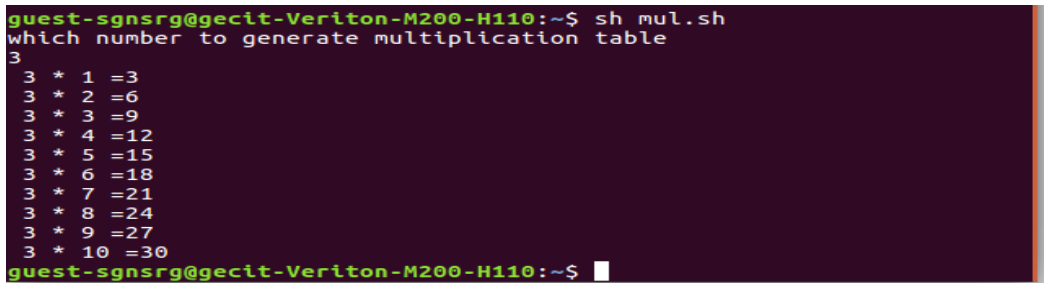 guest-sgnsrg@gecit-Veriton-M200-H110:~$ sh mul.sh
which number to generate multiplication table
3
 3 * 1 =3
 3 * 2 =6
 3 * 3 =9
 3 * 4 =12
 3 * 5 =15
 3 * 6 =18
 3 * 7 =21
 3 * 8 =24
 3 * 9 =27
 3 * 10 =30
guest-sgnsrg@gecit-Veriton-M200-H110:~$